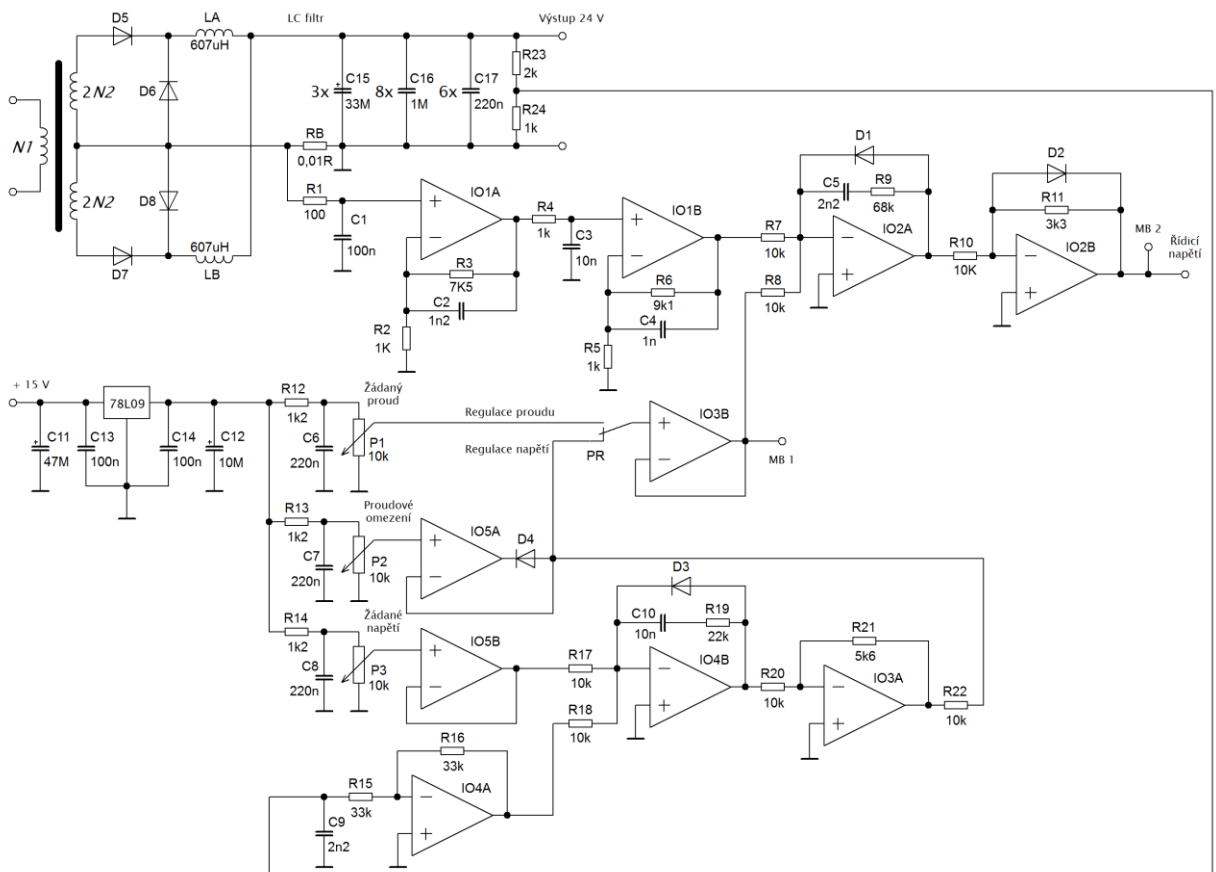 D5
LA
607uH
LC filtr
Výstup 24 V
2N2
D6
3x
C15
33M
8x
C16
1M
6x
C17
220n
R23
2k
R24
1k
N1
RB
0,01R
2N2
D8
D7
607uH
LB
R1
100
C1
100n
IO1A
R4
1k
C3
10n
IO1B
R3
7K5
C2
1n2
R2
1K
R6
9k1
C4
1n
R5
1k
R7
10k
R8
10k
D1
C5
2n2
R9
68k
IO2A
R10
10K
D2
R11
3k3
IO2B
MB 2
Řídicí
napětí
+ 15 V
78L09
C11
47M
C13
100n
C14
100n
C12
10M
R12
1k2
Žádaný
proud
C6
220n
P1
10k
Regulace proudu
Regulace napětí
PR
IO3B
MB 1
R13
1k2
Proudové
omezení
C7
220n
P2
10k
IO5A
D4
R14
1k2
Žádané
napětí
C8
220n
P3
10k
IO5B
R17
10k
R18
10k
D3
C10
10n
R19
22k
IO4B
R20
10k
R21
5k6
IO3A
R22
10k
R16
33k
R15
33k
C9
2n2
IO4A